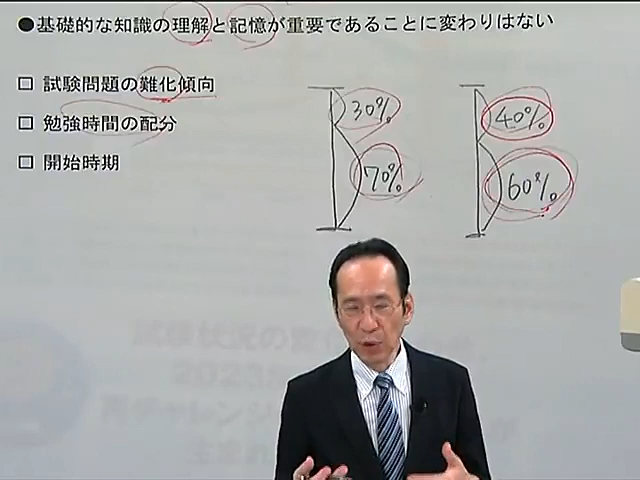 ●基礎的な知識の理解と記憶が重要であることに変わりはない
□ 試験問題の難化傾向
□ 勉強時間の配分
□ 開始時期
30%
40%
70%
60%